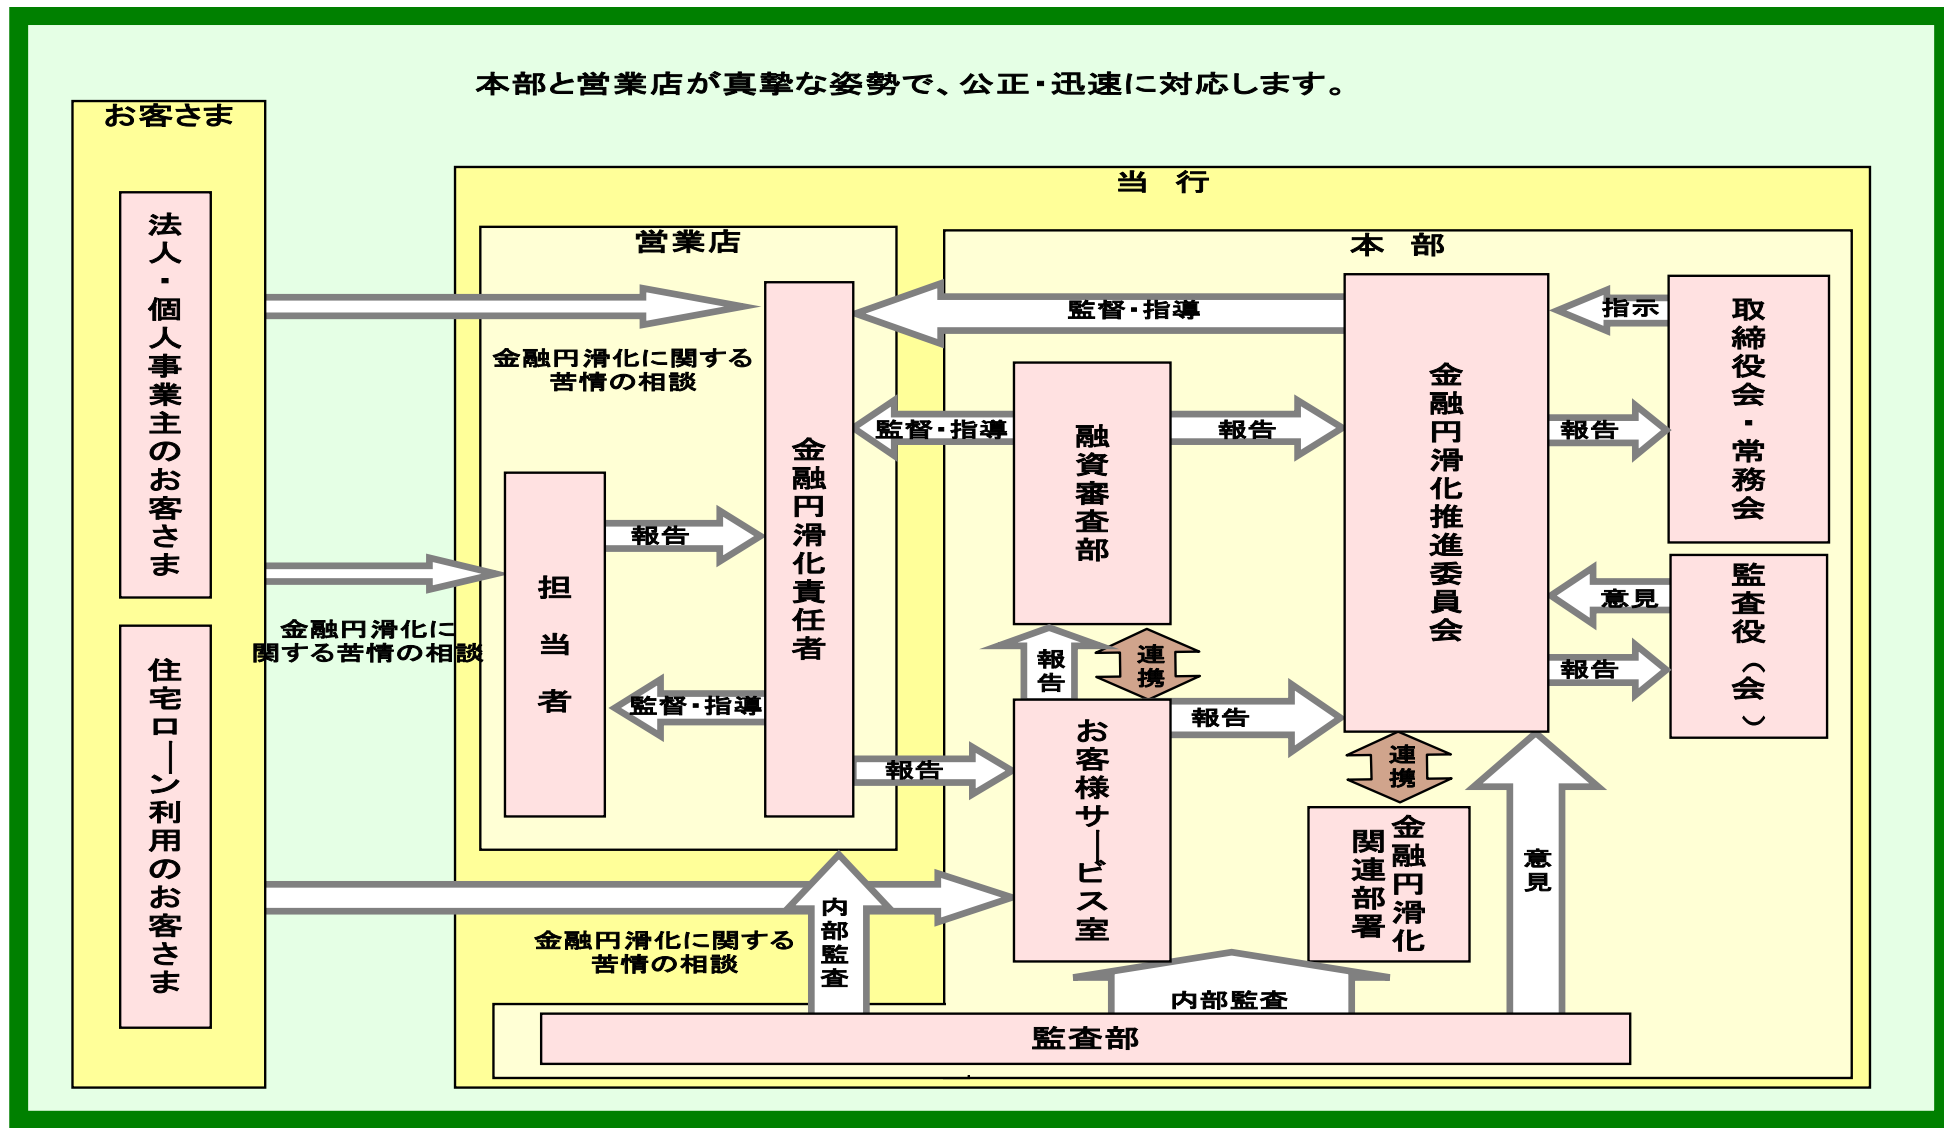 本部と営業店が真摯な姿勢で、公正・迅速に対応します。
お客さま
法人・個人事業主のお客さま
住宅ローン利用のお客さま
当 行
営業店
本 部
金融円滑化に関する
苦情の相談
金融円滑化に
関する苦情の相談
金融円滑化に関する
苦情の相談
担当者
報告
監督・指導
金融円滑化責任者
監督・指導
監督・指導
報告
融資審査部
報告
報告
連携
お客様サービス室
報告
金融円滑化推進委員会
指示
報告
取締役会・常務会
意見
報告
監査役（会）
連携
金融円滑化
関連部署
意見
内部監査
内部監査
監査部